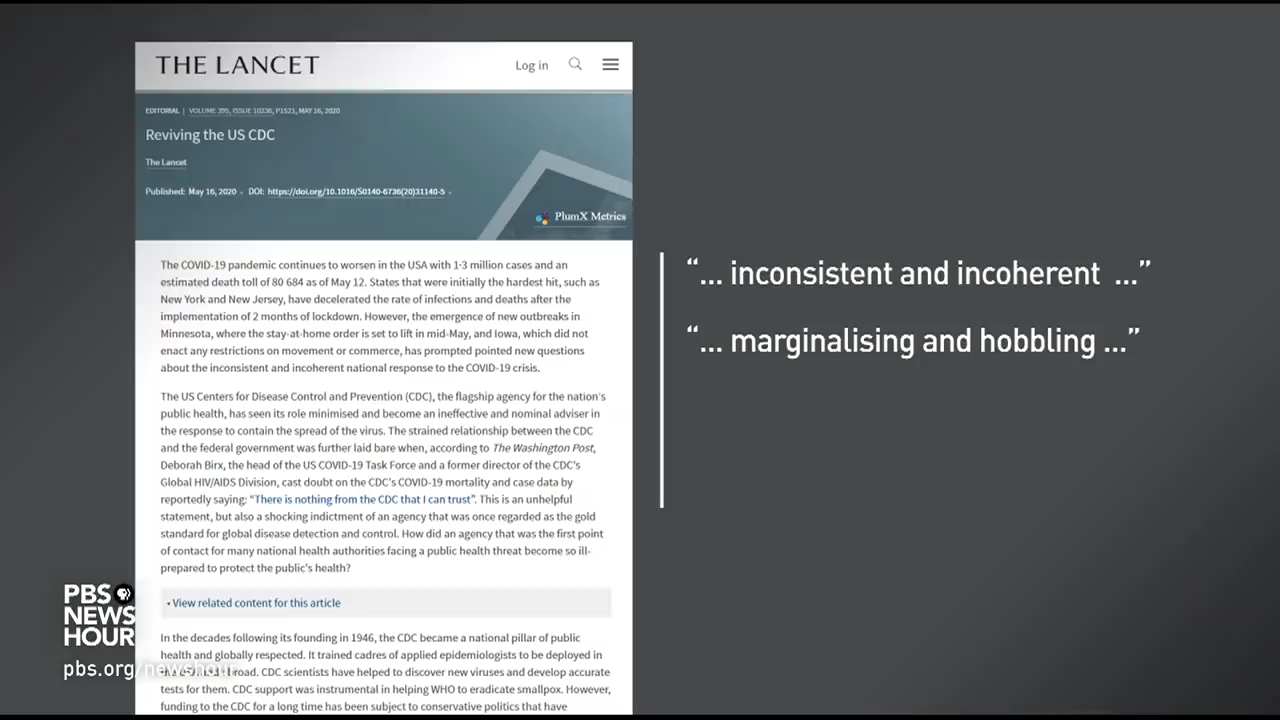 THE LANCET
Log in
EDITORIAL | VOLUME 395, ISSUE 10236, P1521, MAY 16, 2020
Reviving the US CDC
The Lancet
Published: May 16, 2020 • DOI: https://doi.org/10.1016/S0140-6736(20)31140-5 •
PlumX Metrics
The COVID-19 pandemic continues to worsen in the USA with 1·3 million cases and an
estimated death toll of 80 684 as of May 12. States that were initially the hardest hit, such as
New York and New Jersey, have decelerated the rate of infections and deaths after the
implementation of 2 months of lockdown. However, the emergence of new outbreaks in
Minnesota, where the stay-at-home order is set to lift in mid-May, and Iowa, which did not
enact any restrictions on movement or commerce, has prompted pointed new questions
about the inconsistent and incoherent national response to the COVID-19 crisis.
The US Centers for Disease Control and Prevention (CDC), the flagship agency for the nation's
public health, has seen its role minimised and become an ineffective and nominal adviser in
the response to contain the spread of the virus. The strained relationship between the CDC
and the federal government was further laid bare when, according to The Washington Post,
Deborah Birx, the head of the US COVID-19 Task Force and a former director of the CDC's
Global HIV/AIDS Division, cast doubt on the CDC's COVID-19 mortality and case data by
reportedly saying: “There is nothing from the CDC that I can trust”. This is an unhelpful
statement, but also a shocking indictment of an agency that was once regarded as the gold
standard for global disease detection and control. How did an agency that was the first point
of contact for many national health authorities facing a public health threat become so ill-
prepared to protect the public's health?
• View related content for this article
In the decades following its founding in 1946, the CDC became a national pillar of public
health and globally respected. It trained cadres of applied epidemiologists to be deployed in
CDC scientists have helped to discover new viruses and develop accurate
tests for them. CDC support was instrumental in helping WHO to eradicate smallpox. However,
funding to the CDC for a long time has been subject to conservative politics that have
“... inconsistent and incoherent ...”
“... marginalising and hobbling ...”
PBS
NEWS
HOUR
pbs.org/newshour